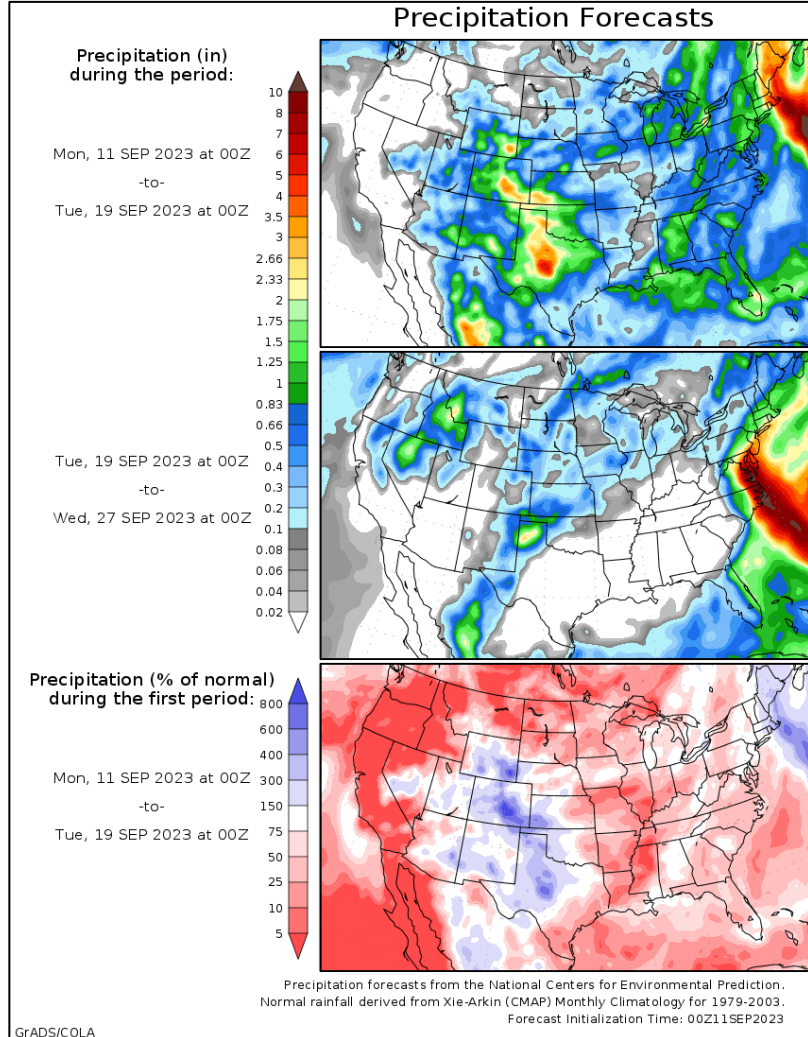 Precipitation Forecasts
Precipitation (in)
during the period:
Mon, 11 SEP 2023 at 00Z
-to-
Tue, 19 SEP 2023 at 00Z
10
8
7
6
5
4
3.5
3
2.66
2.33
2
1.75
1.5
1.25
1
0.83
0.66
0.5
0.4
0.3
0.2
0.1
0.08
0.06
0.04
0.02
Tue, 19 SEP 2023 at 00Z
-to-
Wed, 27 SEP 2023 at 00Z
Precipitation (% of normal)
during the first period:
Mon, 11 SEP 2023 at 00Z
-to-
Tue, 19 SEP 2023 at 00Z
800
600
400
300
150
75
50
25
10
5
Precipitation forecasts from the National Centers for Environmental Prediction.
Normal rainfall derived from Xie-Arkin (CMAP) Monthly Climatology for 1979-2003.
Forecast Initialization Time: 00Z11SEP2023
GrADS/COLA